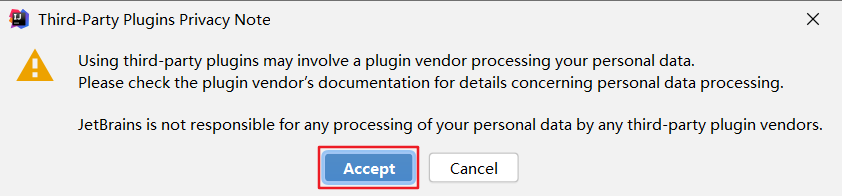 Third-Party Plugins Privacy Note
Using third-party plugins may involve a plugin vendor processing your personal data.
Please check the plugin vendor’s documentation for details concerning personal data processing.
JetBrains is not responsible for any processing of your personal data by any third-party plugin vendors.
Accept Cancel